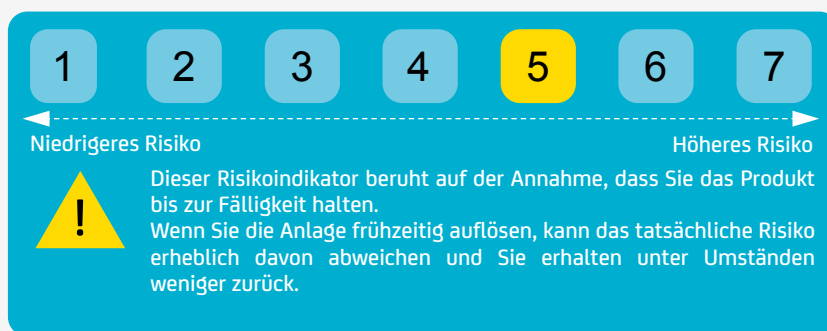 1 2 3 4 5 6 7
Niedrigeres Risiko Höheres Risiko
Dieser Risikoindikator beruht auf der Annahme, dass Sie das Produkt
bis zur Fälligkeit halten.
Wenn Sie die Anlage frühzeitig auflösen, kann das tatsächliche Risiko
erheblich davon abweichen und Sie erhalten unter Umständen
weniger zurück.
!